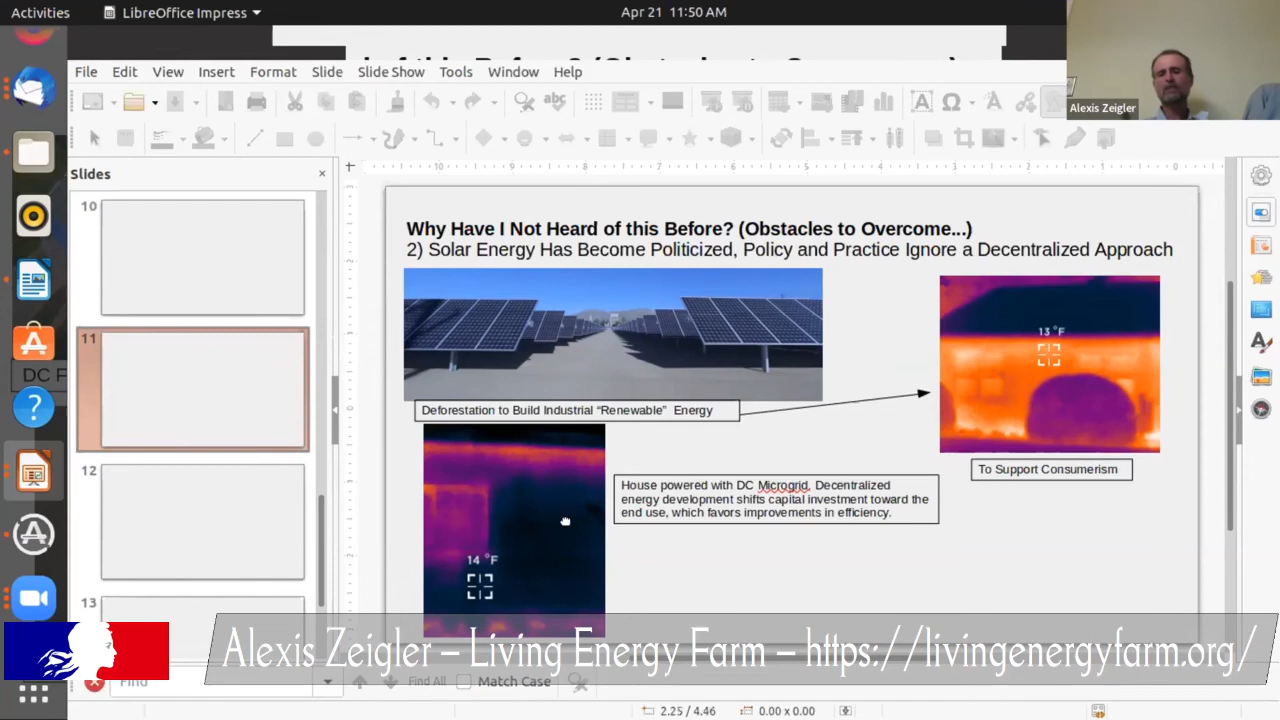 Activities
LibreOffice Impress
Apr 21 11:50 AM
File Edit View Insert Format Slide Slide Show Tools Window Help
Alexis Zeigler
Slides
10
11
12
13
DC F
Why Have I Not Heard of this Before? (Obstacles to Overcome...)
2) Solar Energy Has Become Politicized, Policy and Practice Ignore a Decentralized Approach
13 °F
Deforestation to Build Industrial “Renewable” Energy
To Support Consumerism
House powered with DC Microgrid. Decentralized
energy development shifts capital investment toward the
end use, which favors improvements in efficiency.
14 °F
Alexis Zeigler – Living Energy Farm – https://livingenergyfarm.org/
Find
Find All
Match Case
2.25 / 4.46
0.00 x 0.00